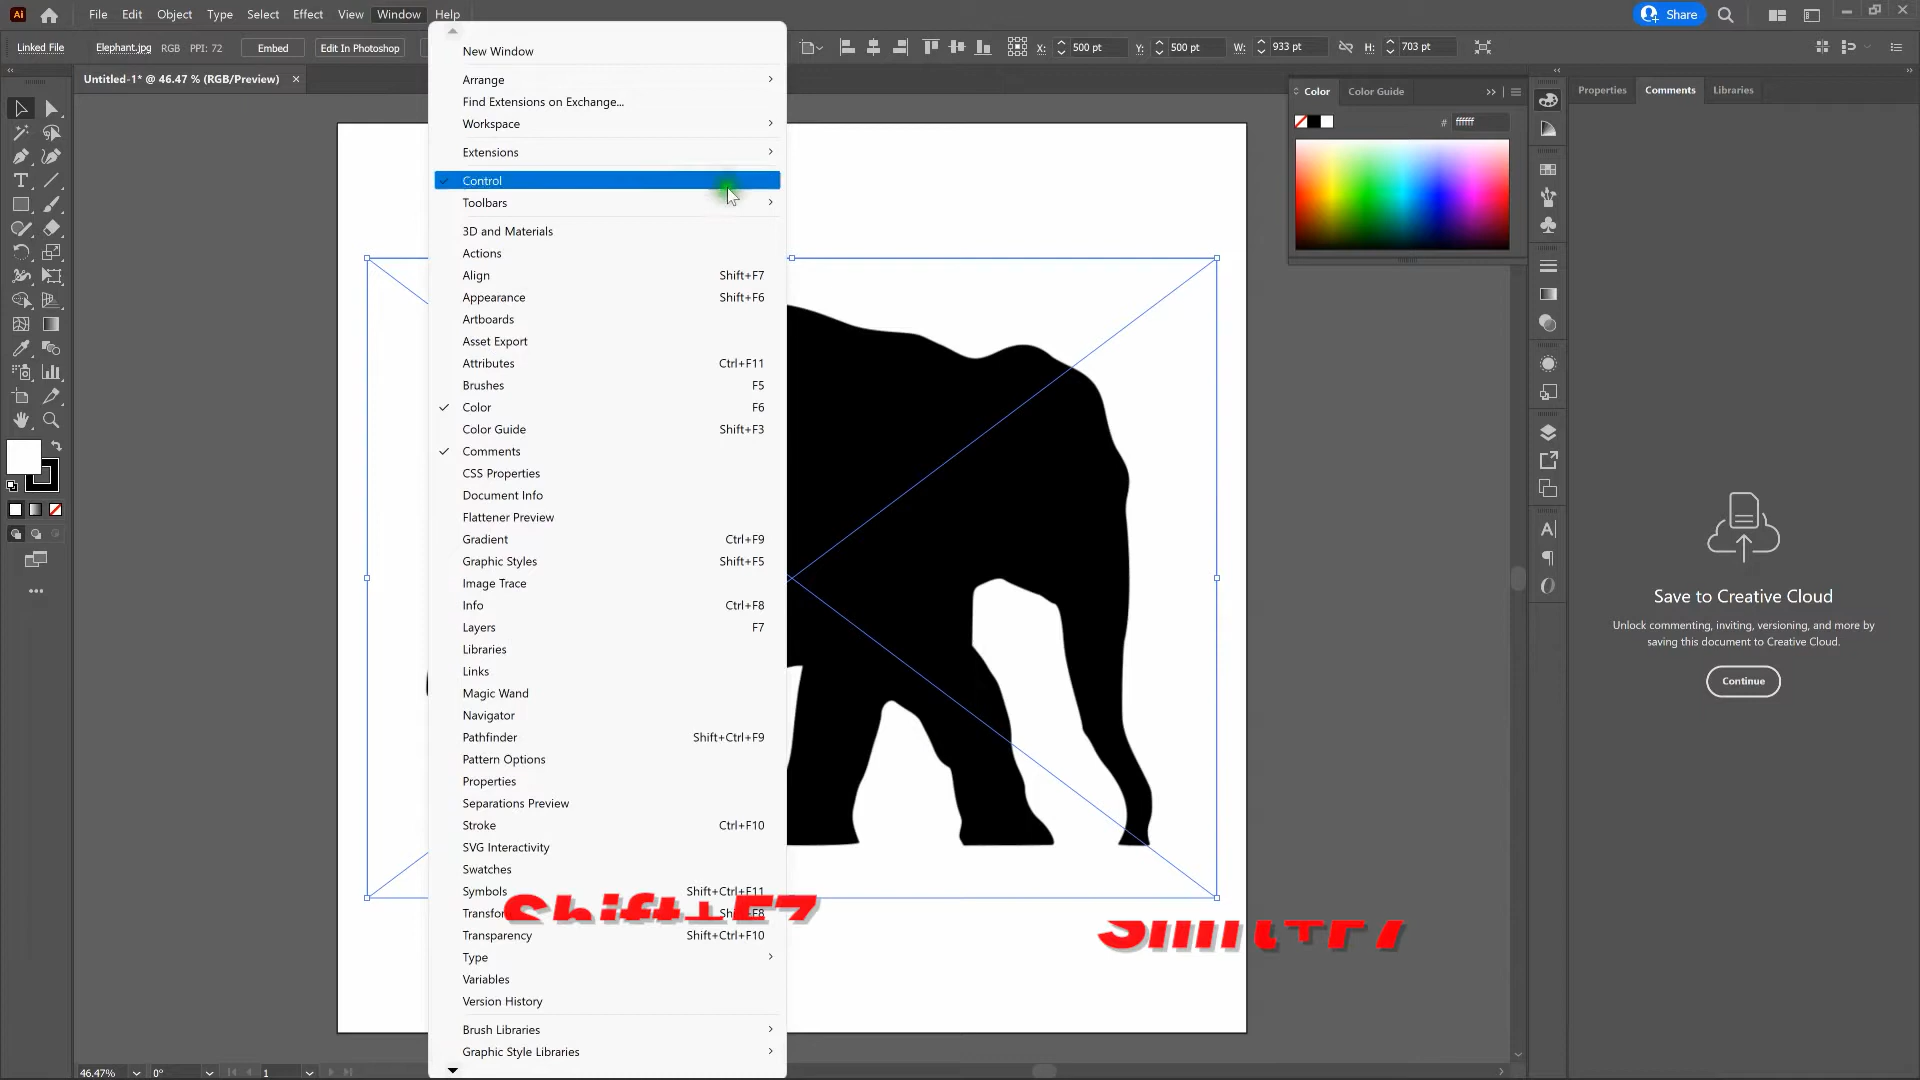 Ai File Edit Object Type Select Effect View Window Help Share
Linked File Elephant.jpg RGB PPI: 72 Embed Edit In Photoshop X: 500 pt Y: 500 pt W: 933 pt H: 703 pt
Untitled-1* @ 46.47 % (RGB/Preview) ×
New Window
Arrange
Find Extensions on Exchange...
Workspace
Extensions
Control
Toolbars
3D and Materials
Actions
Align Shift+F7
Appearance Shift+F6
Artboards
Asset Export
Attributes Ctrl+F11
Brushes F5
Color F6
Color Guide Shift+F3
Comments
CSS Properties
Document Info
Flattener Preview
Gradient Ctrl+F9
Graphic Styles Shift+F5
Image Trace
Info Ctrl+F8
Layers F7
Libraries
Links
Magic Wand
Navigator
Pathfinder Shift+Ctrl+F9
Pattern Options
Properties
Separations Preview
Stroke Ctrl+F10
SVG Interactivity
Swatches
Symbols Shift+Ctrl+F11
Transform Shift+F8
Transparency Shift+Ctrl+F10
Type
Variables
Version History
Brush Libraries
Graphic Style Libraries
Shift+F7
Shift+F7
Color Color Guide
# ffffff
Properties Comments Libraries
Save to Creative Cloud
Unlock commenting, inviting, versioning, and more by
saving this document to Creative Cloud.
Continue
46.47% 0° 1